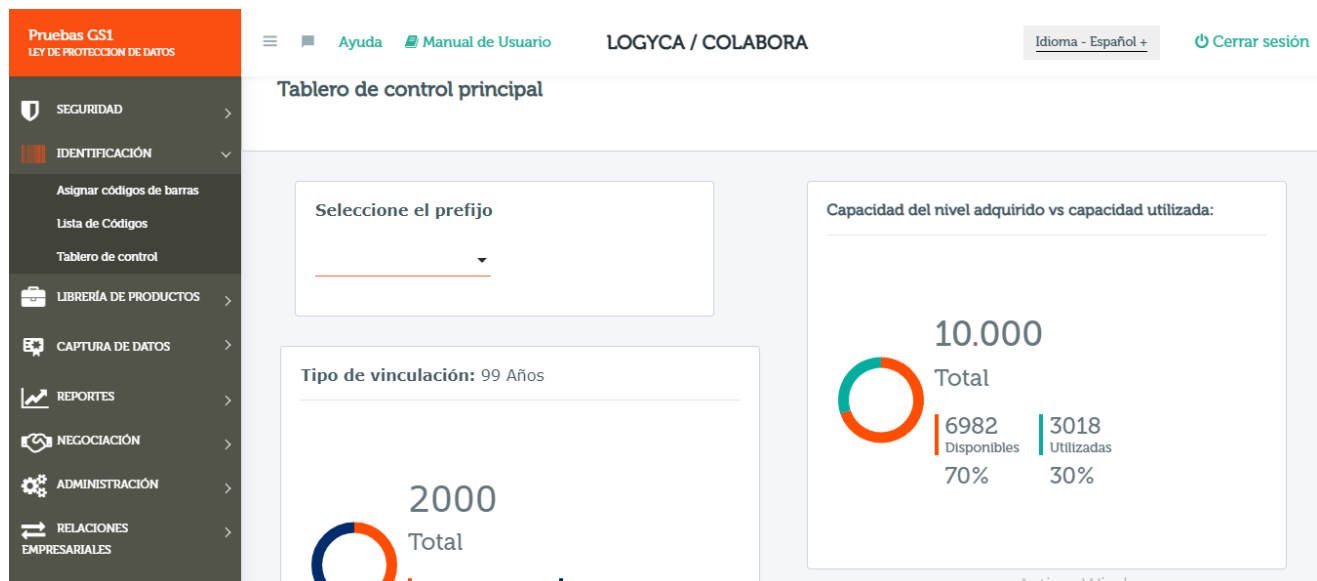 Pruebas GS1
LEY DE PROTECCION DE DATOS
Ayuda
Manual de Usuario
LOGYCA / COLABORA
Idioma - Español +
Cerrar sesión
SEGURIDAD
IDENTIFICACIÓN
Asignar códigos de barras
Lista de Códigos
Tablero de control
LIBRERÍA DE PRODUCTOS
CAPTURA DE DATOS
REPORTES
NEGOCIACIÓN
ADMINISTRACIÓN
RELACIONES
EMPRESARIALES
Tablero de control principal
Seleccione el prefijo
Tipo de vinculación: 99 Años
2000
Total
Capacidad del nivel adquirido vs capacidad utilizada:
10.000
Total
6982
Disponibles
70%
3018
Utilizadas
30%